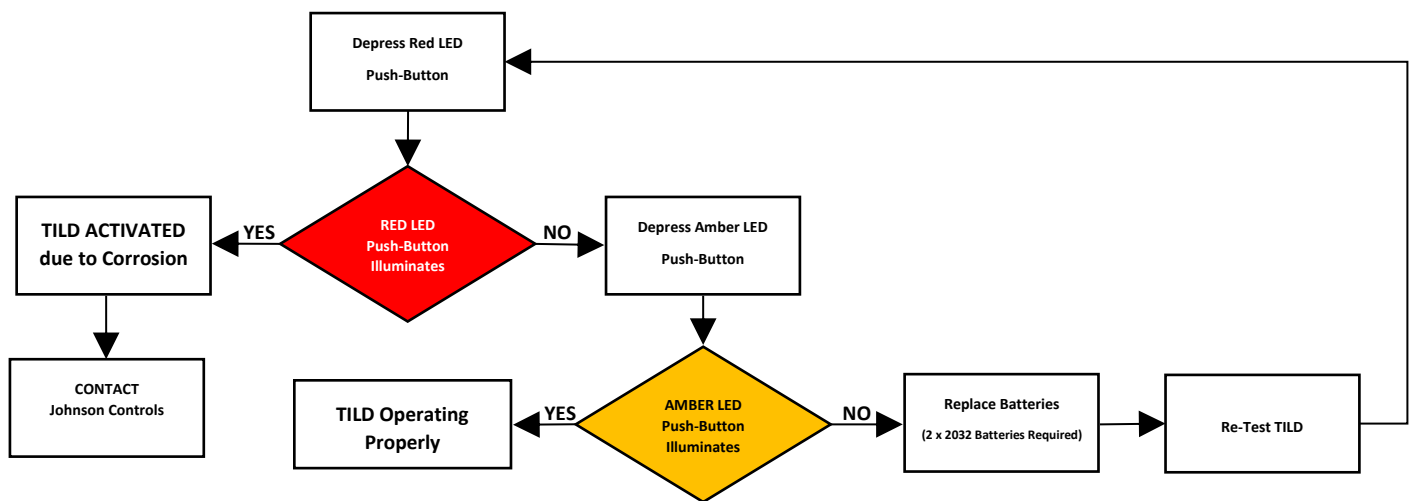 Depress Red LED
Push-Button
YES
RED LED
Push-Button
Illuminates
NO
TILD ACTIVATED
due to Corrosion
Depress Amber LED
Push-Button
CONTACT
Johnson Controls
TILD Operating
Properly
YES
AMBER LED
Push-Button
Illuminates
NO
Replace Batteries
(2 x 2032 Batteries Required)
Re-Test TILD